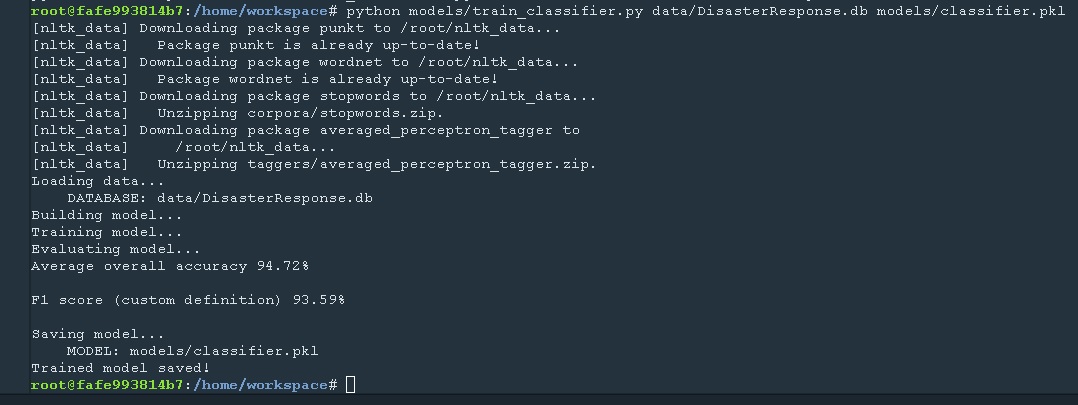 root@fafe993814b7:/home/workspace# python models/train_classifier.py data/DisasterResponse.db models/classifier.pkl
[nltk_data] Downloading package punkt to /root/nltk_data...
[nltk_data]   Package punkt is already up-to-date!
[nltk_data] Downloading package wordnet to /root/nltk_data...
[nltk_data]   Package wordnet is already up-to-date!
[nltk_data] Downloading package stopwords to /root/nltk_data...
[nltk_data]   Unzipping corpora/stopwords.zip.
[nltk_data] Downloading package averaged_perceptron_tagger to
[nltk_data]     /root/nltk_data...
[nltk_data]   Unzipping taggers/averaged_perceptron_tagger.zip.
Loading data...
    DATABASE: data/DisasterResponse.db
Building model...
Training model...
Evaluating model...
Average overall accuracy 94.72%
F1 score (custom definition) 93.59%
Saving model...
    MODEL: models/classifier.pkl
Trained model saved!
root@fafe993814b7:/home/workspace#